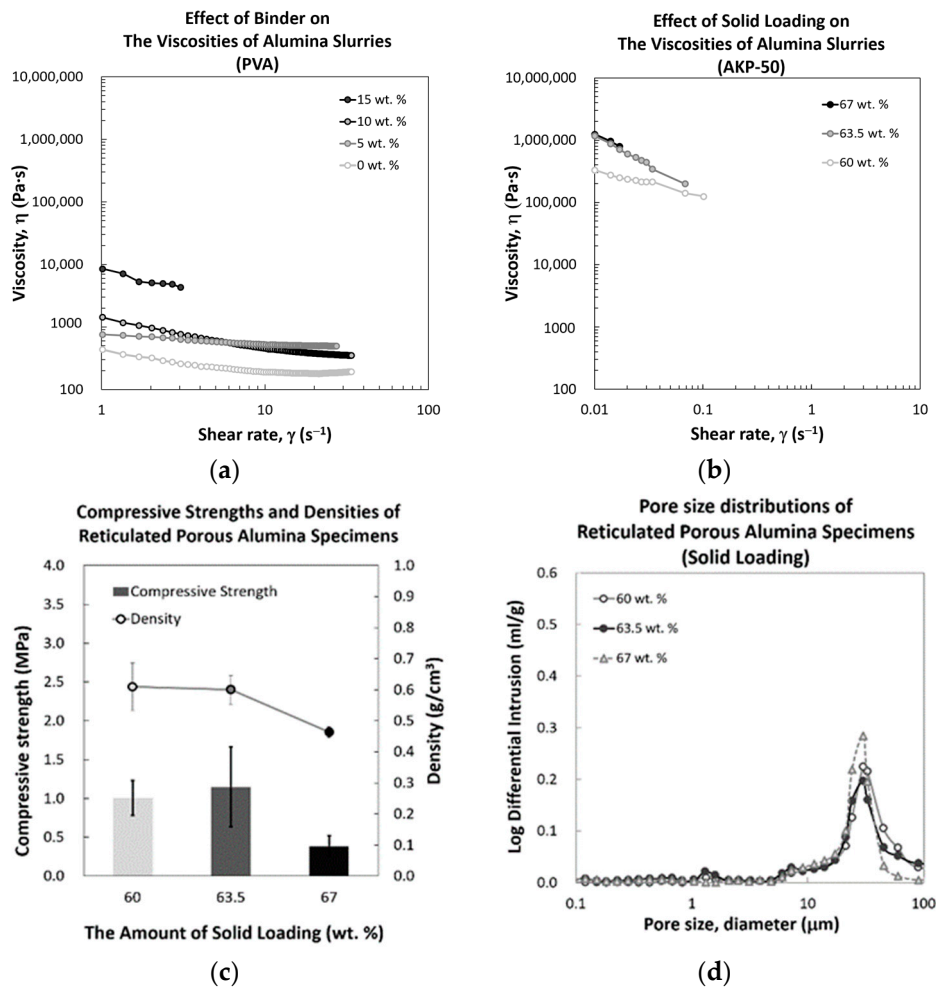 Effect of Binder on
The Viscosities of Alumina Slurries
(PVA)
10,000,000
1,000,000
100,000
10,000
1000
100
Viscosity, η (Pa·s)
15 wt. %
10 wt. %
5 wt. %
0 wt. %
1
10
100
Shear rate, γ (s⁻¹)
(a)
Effect of Solid Loading on
The Viscosities of Alumina Slurries
(AKP-50)
10,000,000
1,000,000
100,000
10,000
1000
100
Viscosity, η (Pa·s)
67 wt. %
63.5 wt. %
60 wt. %
0.01
0.1
1
10
Shear rate, γ (s⁻¹)
(b)
Compressive Strengths and Densities of
Reticulated Porous Alumina Specimens
4.0
3.5
3.0
2.5
2.0
1.5
1.0
0.5
0.0
Compressive strength (MPa)
Compressive Strength
Density
1.0
0.9
0.8
0.7
0.6
0.5
0.4
0.3
0.2
0.1
0.0
Density (g/cm³)
60
63.5
67
The Amount of Solid Loading (wt. %)
(c)
Pore size distributions of
Reticulated Porous Alumina Specimens
(Solid Loading)
0.6
0.5
0.4
0.3
0.2
0.1
0.0
Log Differential Intrusion (ml/g)
60 wt. %
63.5 wt. %
67 wt. %
0.1
1
10
100
Pore size, diameter (μm)
(d)